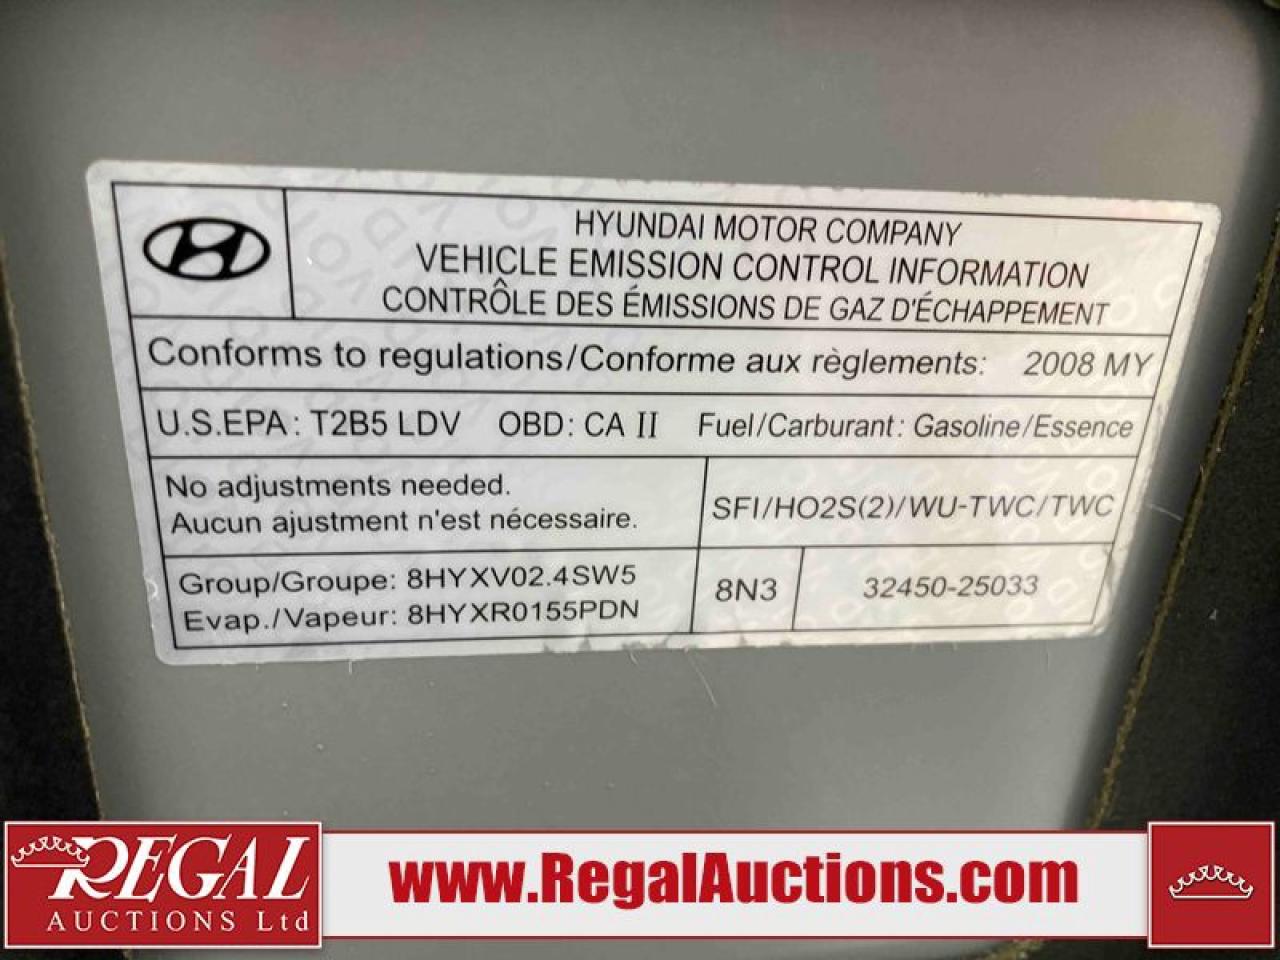 HYUNDAI MOTOR COMPANY
VEHICLE EMISSION CONTROL INFORMATION
CONTRÔLE DES ÉMISSIONS DE GAZ D'ÉCHAPPEMENT
Conforms to regulations/Conforme aux règlements: 2008 MY
U.S.EPA: T2B5 LDV OBD: CA II Fuel/Carburant: Gasoline/Essence
No adjustments needed.
Aucun ajustment n'est nécessaire.
SFI/HO2S(2)/WU-TWC/TWC
Group/Groupe: 8HYXV02.4SW5
Evap./Vapeur: 8HYXR0155PDN
8N3
32450-25033
REGAL
AUCTIONS Ltd
www.RegalAuctions.com